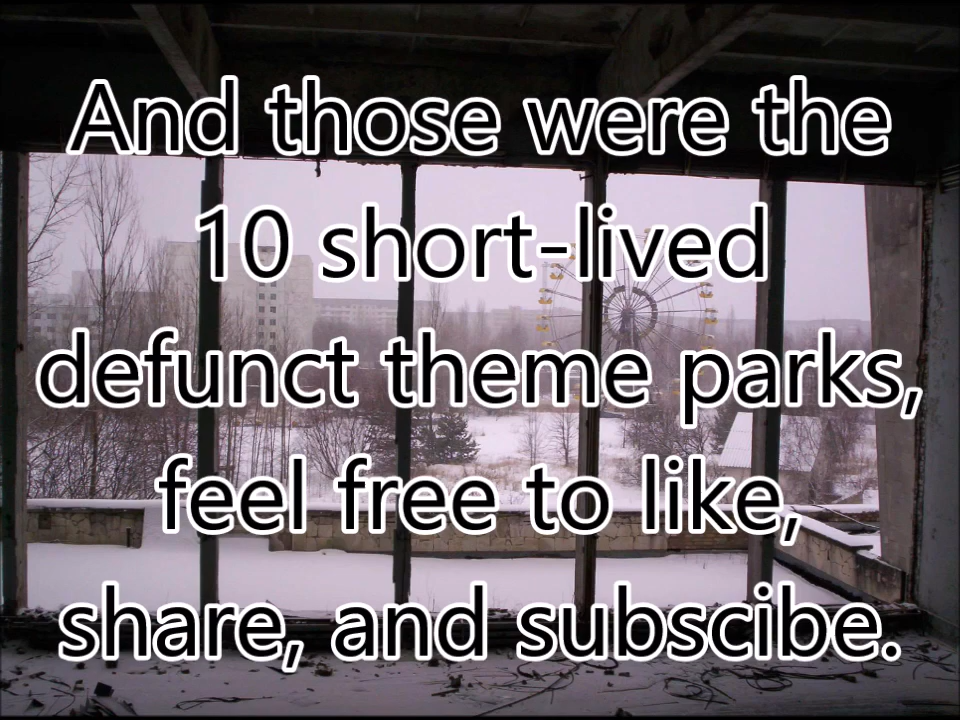 And those were the
10 short-lived
defunct theme parks,
feel free to like,
share, and subscibe.